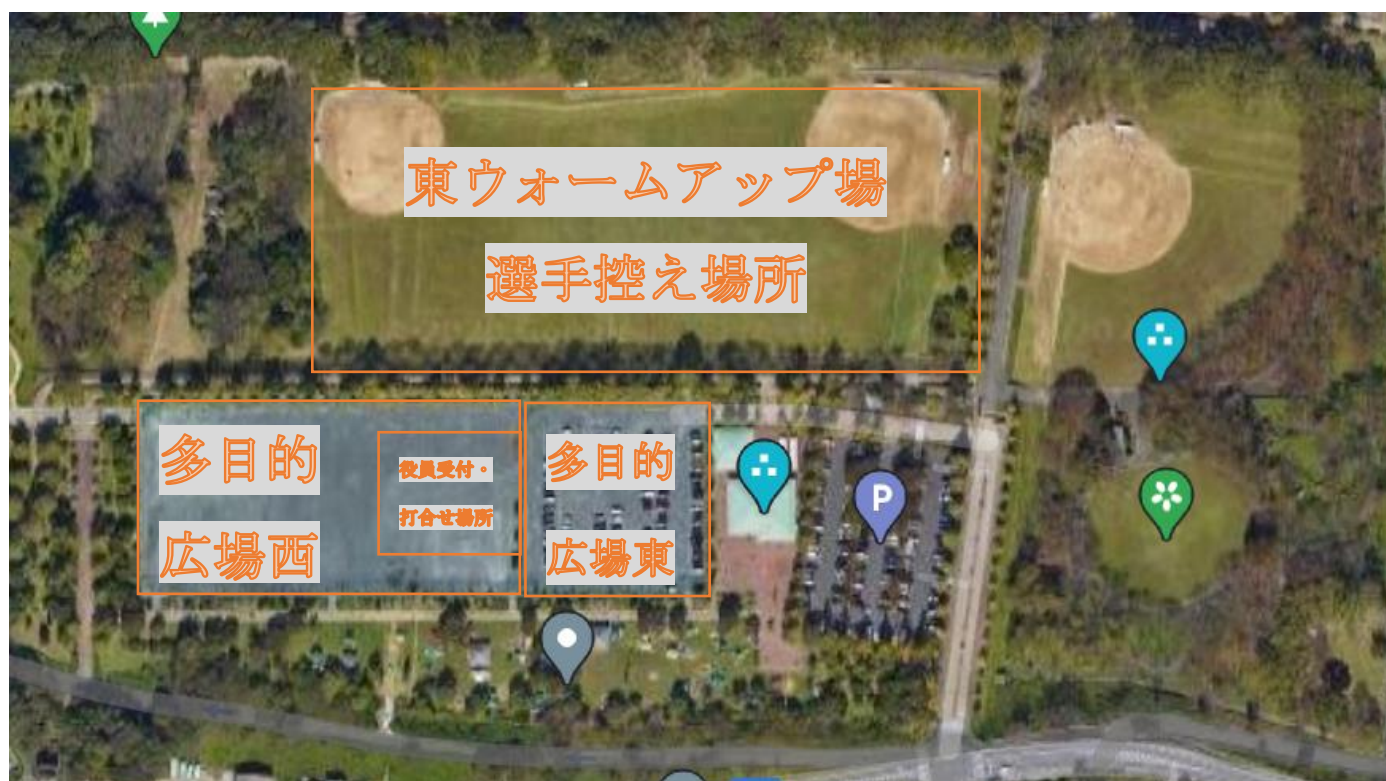 東ウォームアップ場
選手控え場所
多目的
広場西
役員受付・
打合せ場所
多目的
広場東
P